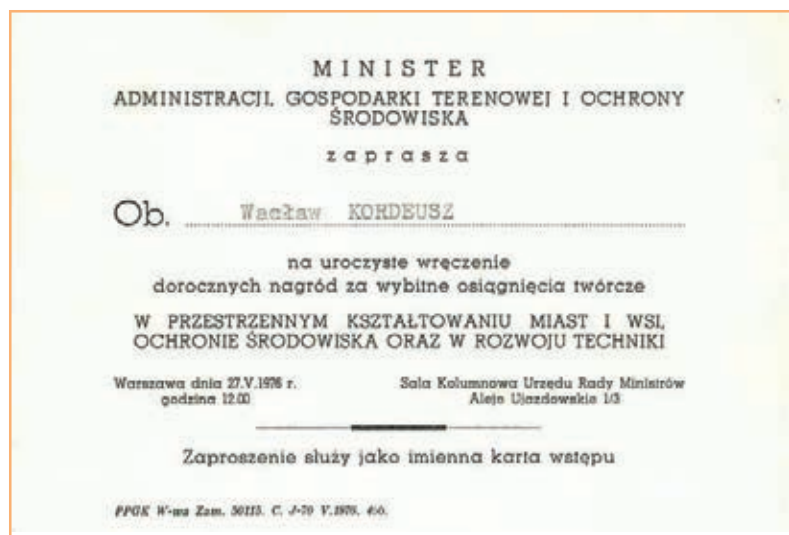 MINISTER
ADMINISTRACJI, GOSPODARKI TERENOWEJ I OCHRONY
ŚRODOWISKA
zaprasza
Ob. Wacław KORDEUSZ
na uroczyste wręczenie
dorocznych nagród za wybitne osiągnięcia twórcze
W PRZESTRZENNYM KSZTAŁTOWANIU MIAST I WSI,
OCHRONIE ŚRODOWISKA ORAZ W ROZWOJU TECHNIKI
Warszawa dnia 27.V.1976 r.
godzina 12.00
Sala Kolumnowa Urzędu Rady Ministrów
Aleje Ujazdowskie 1/3
Zaproszenie służy jako imienna karta wstępu
PPGK W-wa Zam. C. J-70 V.1976.